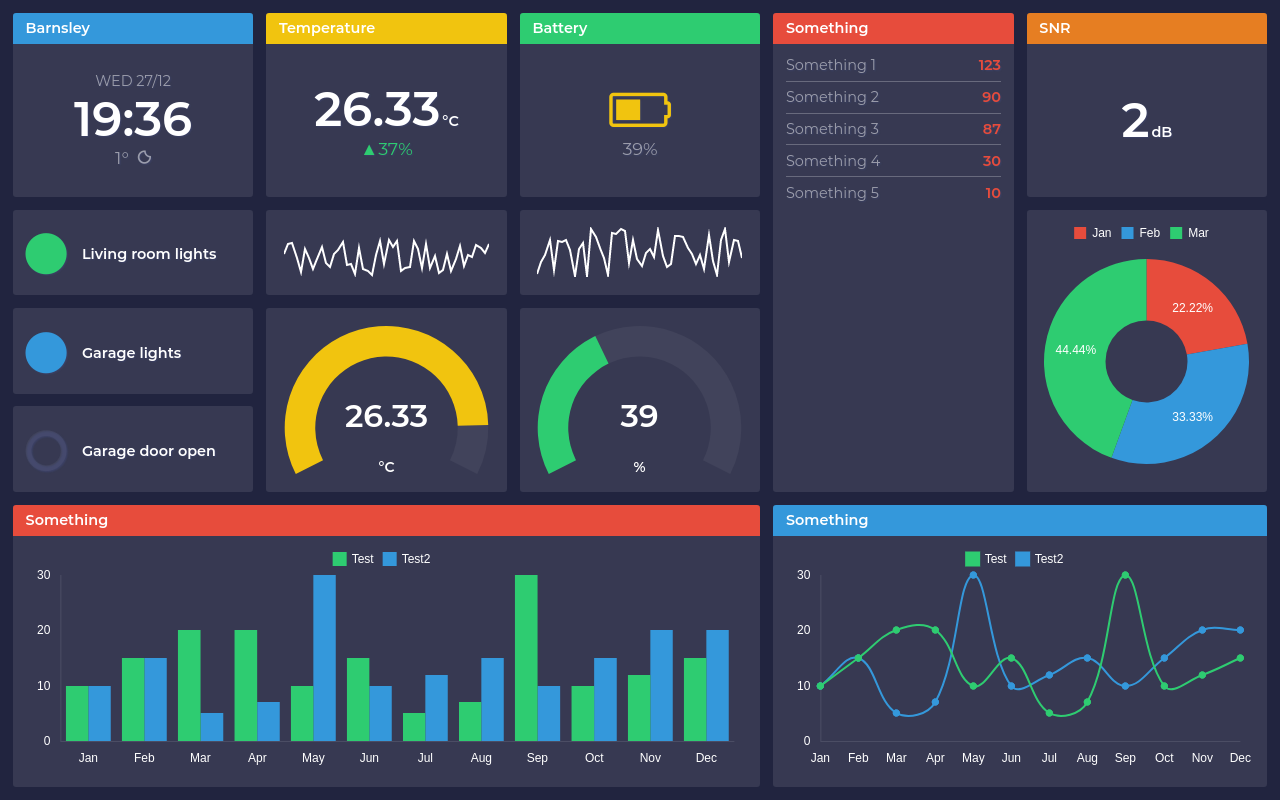 Barnsley
WED 27/12
19:36
1°
Temperature
26.33 °C
▲37%
Battery
39%
Something
Something 1 123
Something 2 90
Something 3 87
Something 4 30
Something 5 10
SNR
2 dB
Living room lights
Garage lights
Garage door open
26.33
°C
39
%
Jan Feb Mar
22.22%
44.44%
33.33%
Something
Test Test2
30
20
10
0
Jan Feb Mar Apr May Jun Jul Aug Sep Oct Nov Dec
Something
Test Test2
30
20
10
0
Jan Feb Mar Apr May Jun Jul Aug Sep Oct Nov Dec